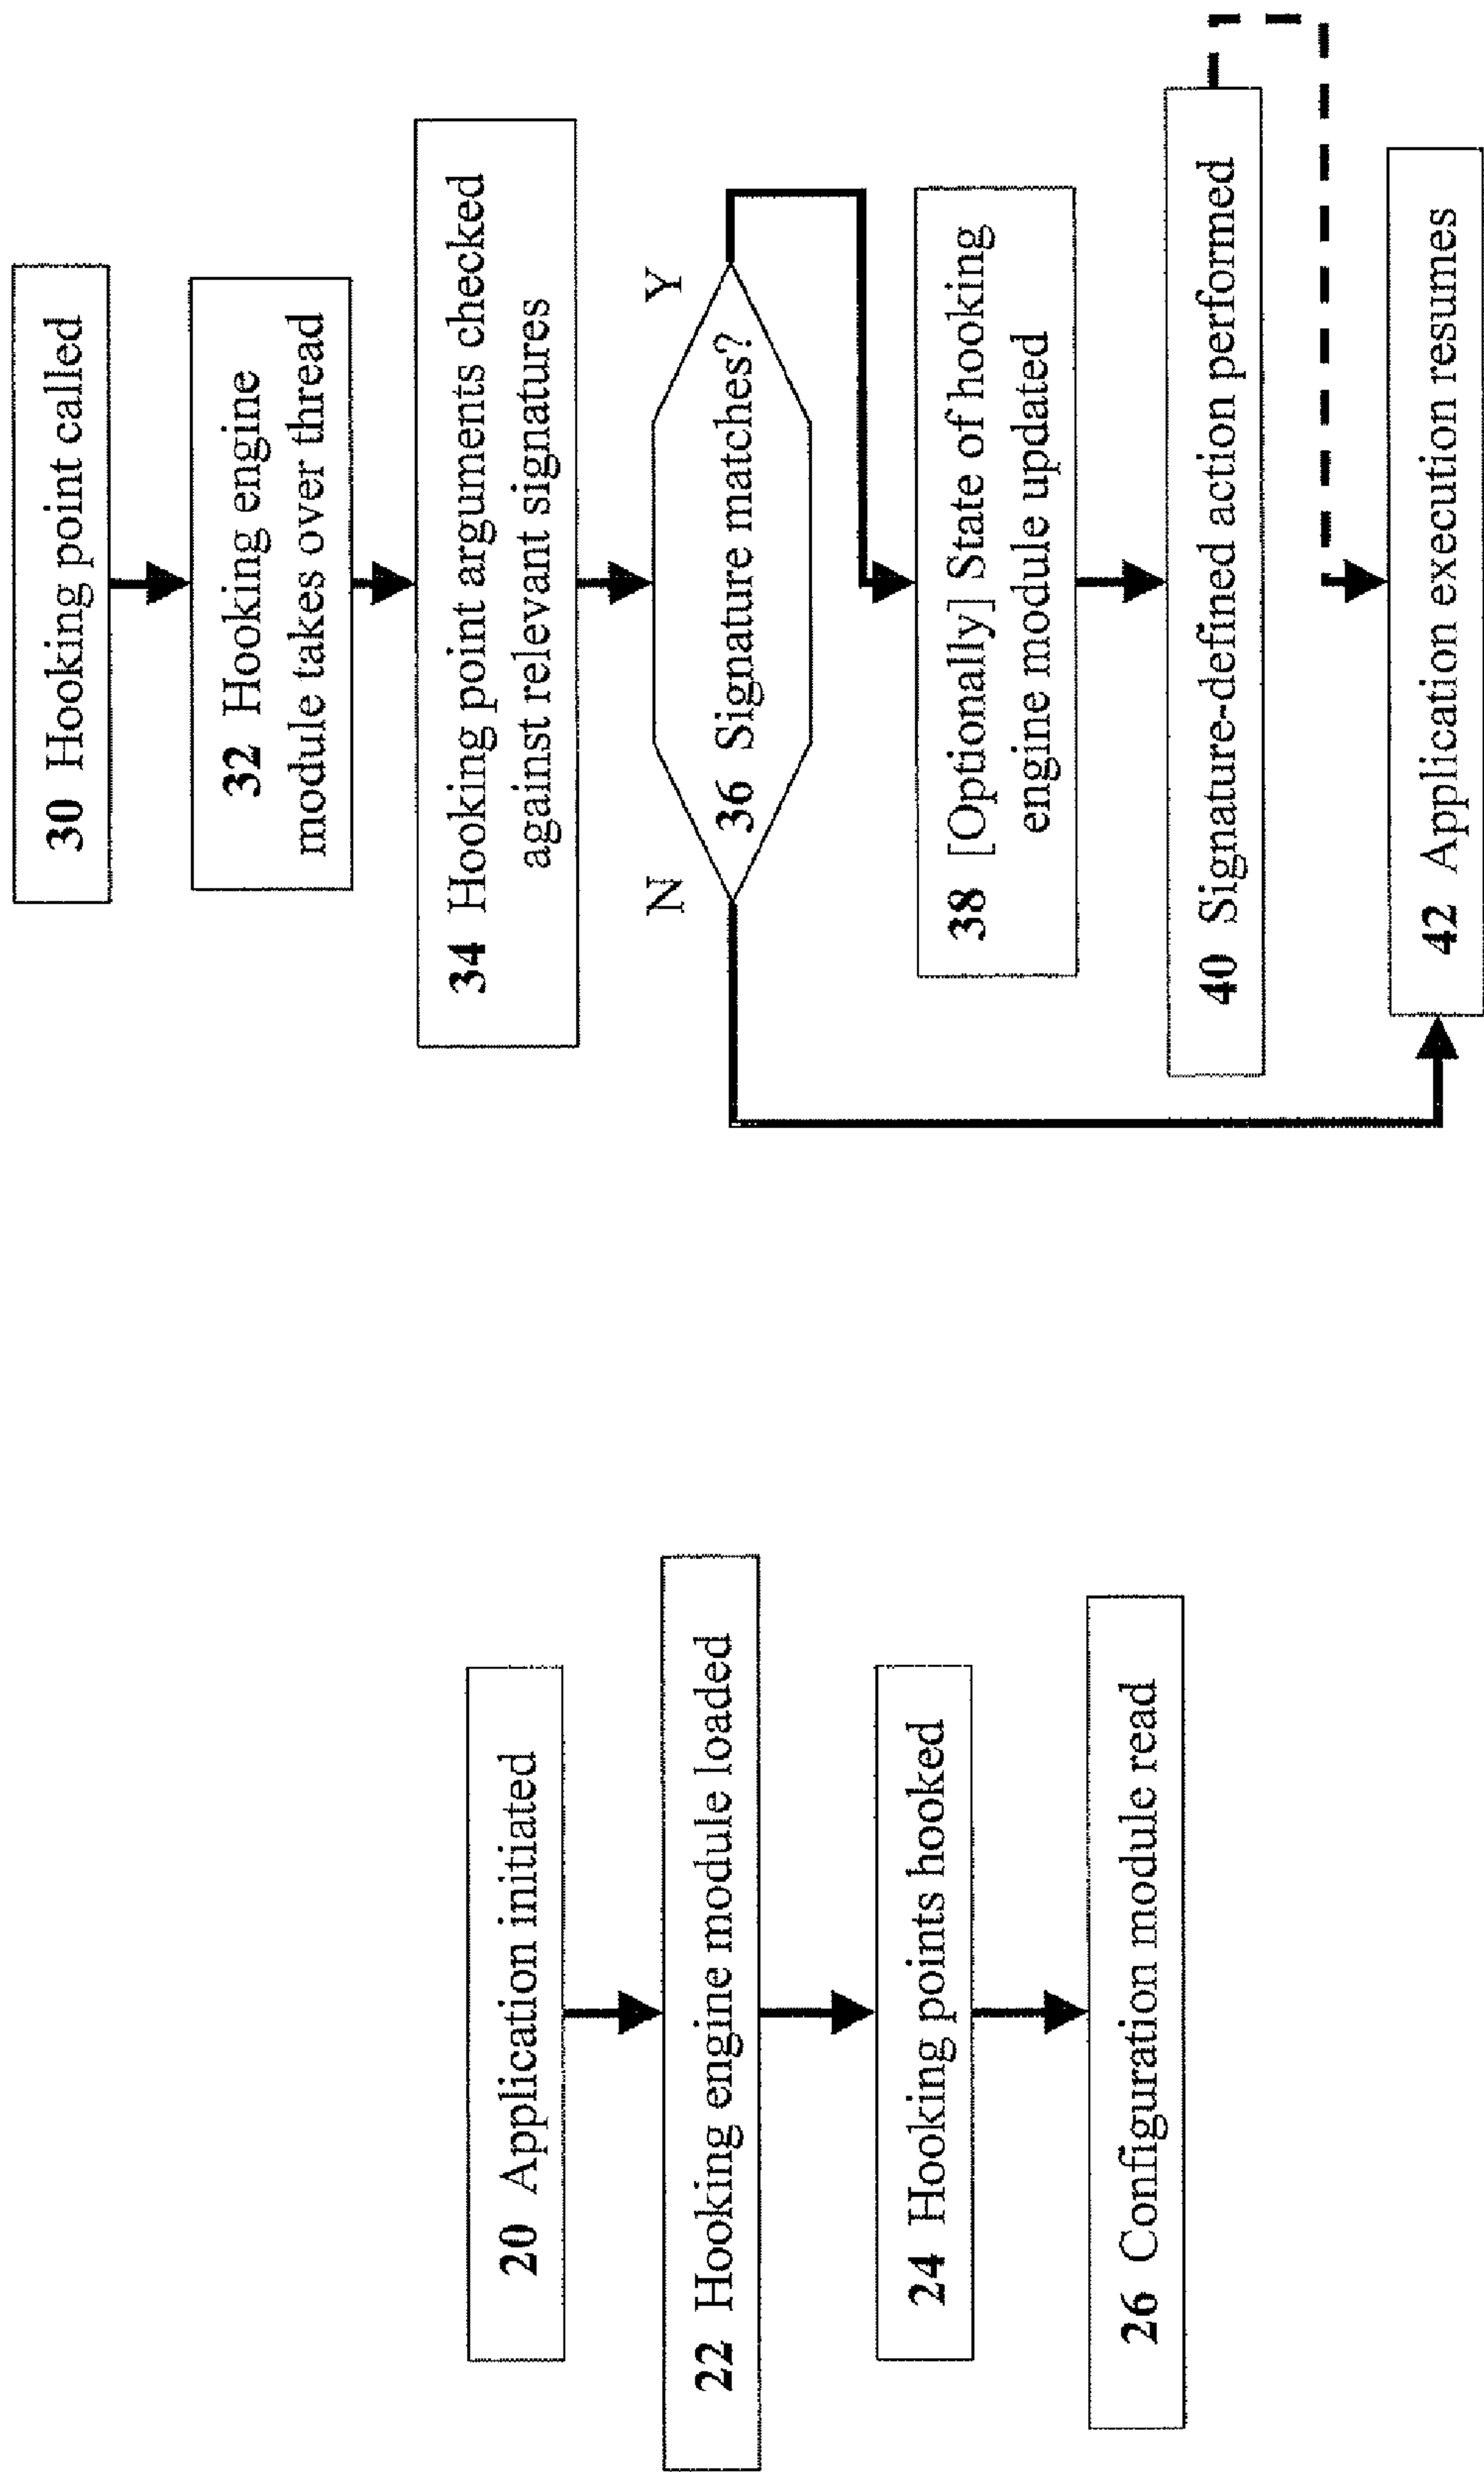 20 Application initiated
22 Hooking engine module loaded
24 Hooking points hooked
26 Configuration module read
30 Hooking point called
32 Hooking engine
module takes over thread
34 Hooking point arguments checked
against relevant signatures
N
36 Signature matches?
Y
38 [Optionally] State of hooking
engine module updated
40 Signature-defined action performed
42 Application execution resumes